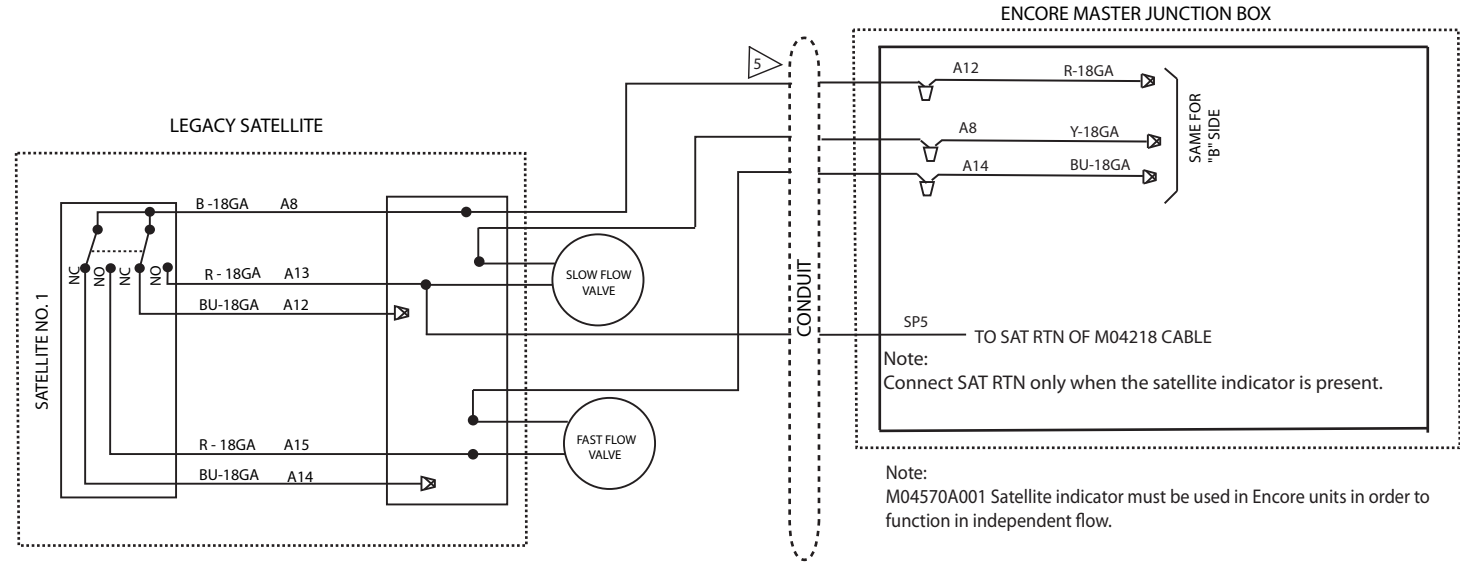 ENCORE MASTER JUNCTION BOX
5
A12 R-18GA
LEGACY SATELLITE
A8 Y-18GA
A14 BU-18GA
SAME FOR
"B" SIDE
B -18GA A8
SLOW FLOW
VALVE
NC
NO
NC
NO
R - 18GA A13
BU-18GA A12
CONDUIT
SATELLITE NO. 1
SP5
TO SAT RTN OF M04218 CABLE
Note:
Connect SAT RTN only when the satellite indicator is present.
R - 18GA A15
BU-18GA A14
FAST FLOW
VALVE
Note:
M04570A001 Satellite indicator must be used in Encore units in order to
function in independent flow.